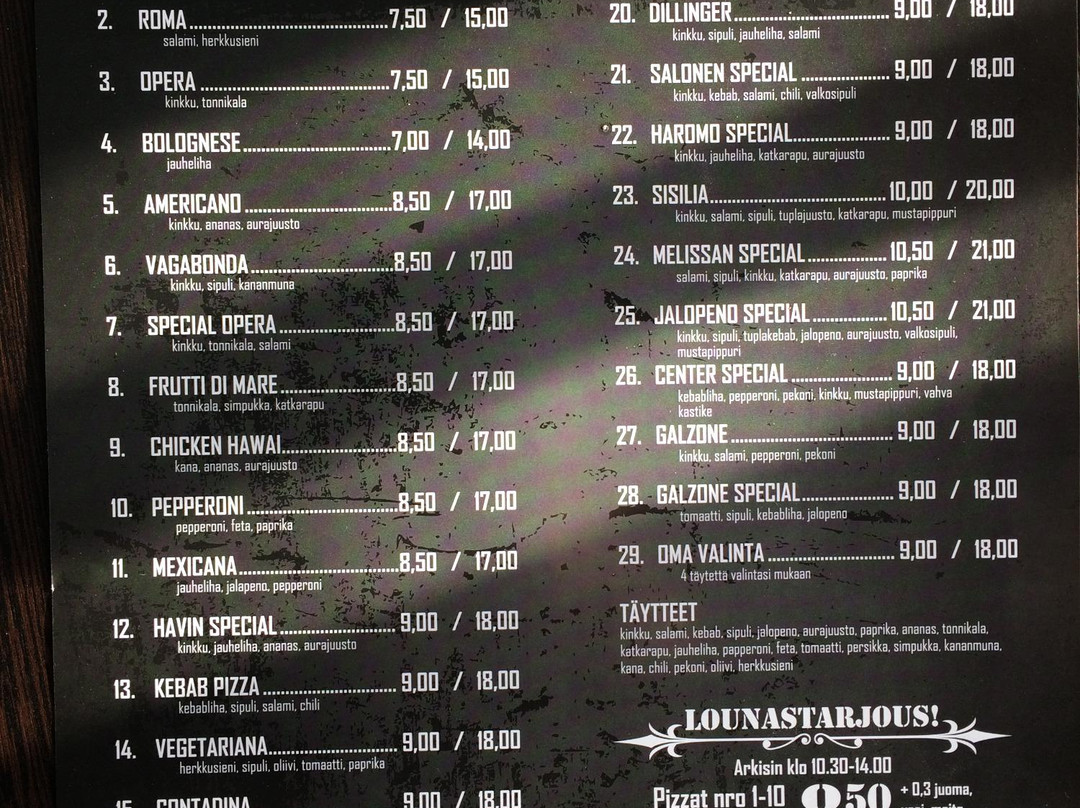 2. ROMA 7,50 / 15,00
salami, herkkusieni
3. OPERA 7,50 / 15,00
kinkku, tonnikala
4. BOLOGNESE 7,00 / 14,00
jauheliha
5. AMERICANO 8,50 / 17,00
kinkku, ananas, aurajuusto
6. VAGABONDA 8,50 / 17,00
kinkku, sipuli, kananmuna
7. SPECIAL OPERA 8,50 / 17,00
kinkku, tonnikala, salami
8. FRUTTI DI MARE 8,50 / 17,00
tonnikala, simpukka, katkarapu
9. CHICKEN HAWAI 8,50 / 17,00
kana, ananas, aurajuusto
10. PEPPERONI 8,50 / 17,00
pepperoni, feta, paprika
11. MEXICANA 8,50 / 17,00
jauheliha, jalapeno, pepperoni
12. HAVIN SPECIAL 9,00 / 18,00
kinkku, jauheliha, ananas, aurajuusto
13. KEBAB PIZZA 9,00 / 18,00
kebabliha, sipuli, salami, chili
14. VEGETARIANA 9,00 / 18,00
herkkusieni, sipuli, oliivi, tomaatti, paprika
15. CONTADINA 9,00 / 18,00
20. DILLINGER 9,00 / 18,00
kinkku, sipuli, jauheliha, salami
21. SALONEN SPECIAL 9,00 / 18,00
kinkku, kebab, salami, chili, valkosipuli
22. HAROMO SPECIAL 9,00 / 18,00
kinkku, jauheliha, katkarapu, aurajuusto
23. SISILIA 10,00 / 20,00
kinkku, salami, sipuli, tuplajuusto, katkarapu, mustapippuri
24. MELISSAN SPECIAL 10,50 / 21,00
salami, sipuli, kinkku, katkarapu, aurajuusto, paprika
25. JALOPENO SPECIAL 10,50 / 21,00
kinkku, sipuli, tuplakebab, jalopeno, aurajuusto, valkosipuli,
mustapippuri
26. CENTER SPECIAL 9,00 / 18,00
kebabliha, pepperoni, pekoni, kinkku, mustapippuri, vahva
kastike
27. GALZONE 9,00 / 18,00
kinkku, salami, pepperoni, pekoni
28. GALZONE SPECIAL 9,00 / 18,00
tomaatti, sipuli, kebabliha, jalopeno
29. OMA VALINTA 9,00 / 18,00
4 täytettä valintasi mukaan
TÄYTTEET
kinkku, salami, kebab, sipuli, jalopeno, aurajuusto, paprika, ananas, tonnikala,
katkarapu, jauheliha, papperoni, feta, tomaatti, persikka, simpukka, kananmuna,
kana, chili, pekoni, oliivi, herkkusieni
LOUNASTARJOUS!
Arkisin klo 10.30-14.00
Pizzat nro 1-10 8,50 + 0,3 juoma,